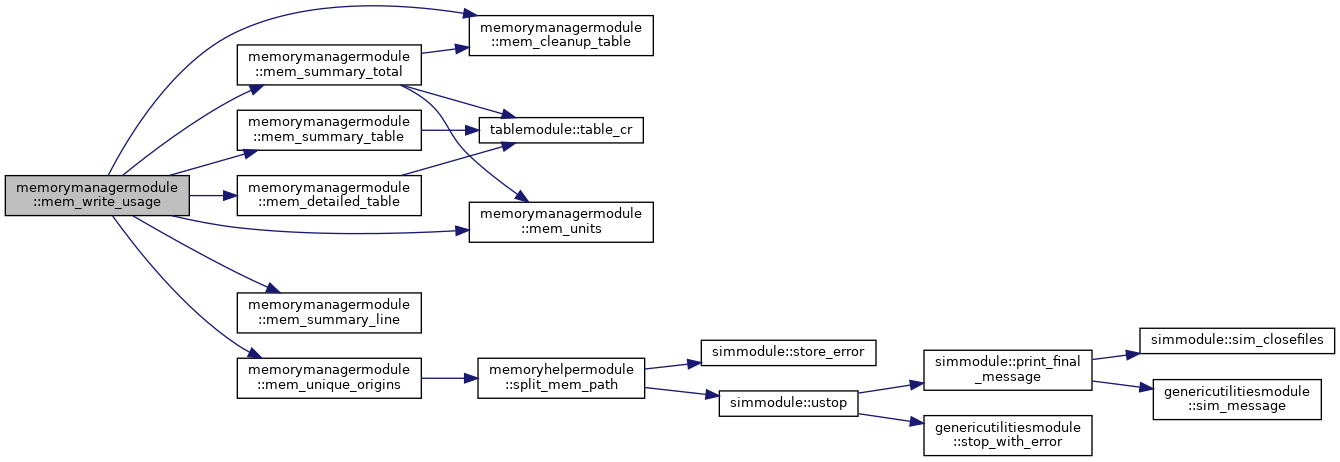 memorymanagermodule
::mem_write_usage
memorymanagermodule
::mem_cleanup_table
memorymanagermodule
::mem_summary_total
memorymanagermodule
::mem_summary_table
tablemodule::table_cr
memorymanagermodule
::mem_detailed_table
memorymanagermodule
::mem_units
memorymanagermodule
::mem_summary_line
memorymanagermodule
::mem_unique_origins
memoryhelpermodule
::split_mem_path
simmodule::store_error
simmodule::ustop
simmodule::print_final
_message
genericutilitiesmodule
::stop_with_error
simmodule::sim_closefiles
genericutilitiesmodule
::sim_message